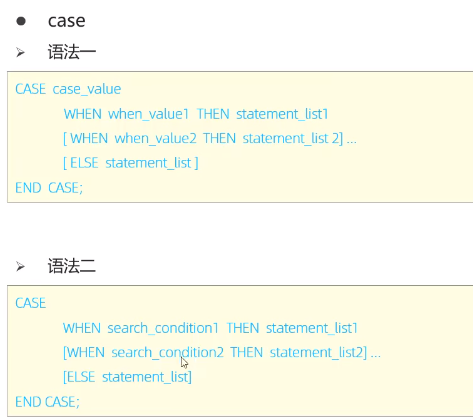 ● case
➢ 语法一
CASE case_value
WHEN when_value1 THEN statement_list1
[ WHEN when_value2 THEN statement_list 2] ...
[ ELSE statement_list ]
END CASE;
➢ 语法二
CASE
WHEN search_condition1 THEN statement_list1
[WHEN search_condition2 THEN statement_list2] ...
[ELSE statement_list]
END CASE;